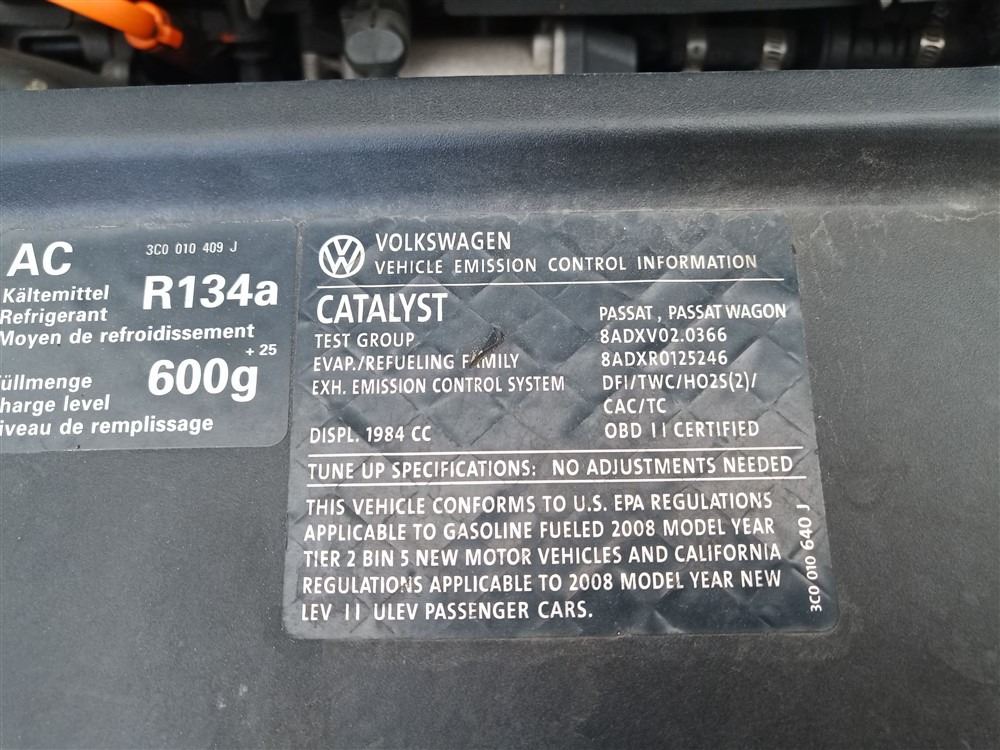 AC
3C0 010 409 J
Kältemittel
Refrigerant
Moyen de refroidissement
R134a
+ 25
600g
de remplissage
level
VOLKSWAGEN
VEHICLE EMISSION CONTROL INFORMATION
CATALYST
PASSAT, PASSAT WAGON
TEST GROUP 8ADXV02.0366
EVAP./REFUELING FAMILY 8ADXR0125246
EXH. EMISSION CONTROL SYSTEM DFI/TWC/HO2S(2)/
CAC/TC
DISPL. 1984 CC OBD II CERTIFIED
TUNE UP SPECIFICATIONS: NO ADJUSTMENTS NEEDED
THIS VEHICLE CONFORMS TO U.S. EPA REGULATIONS
APPLICABLE TO GASOLINE FUELED 2008 MODEL YEAR
TIER 2 BIN 5 NEW MOTOR VEHICLES AND CALIFORNIA
REGULATIONS APPLICABLE TO 2008 MODEL YEAR NEW
LEV II ULEV PASSENGER CARS.
3C0 010 640 J